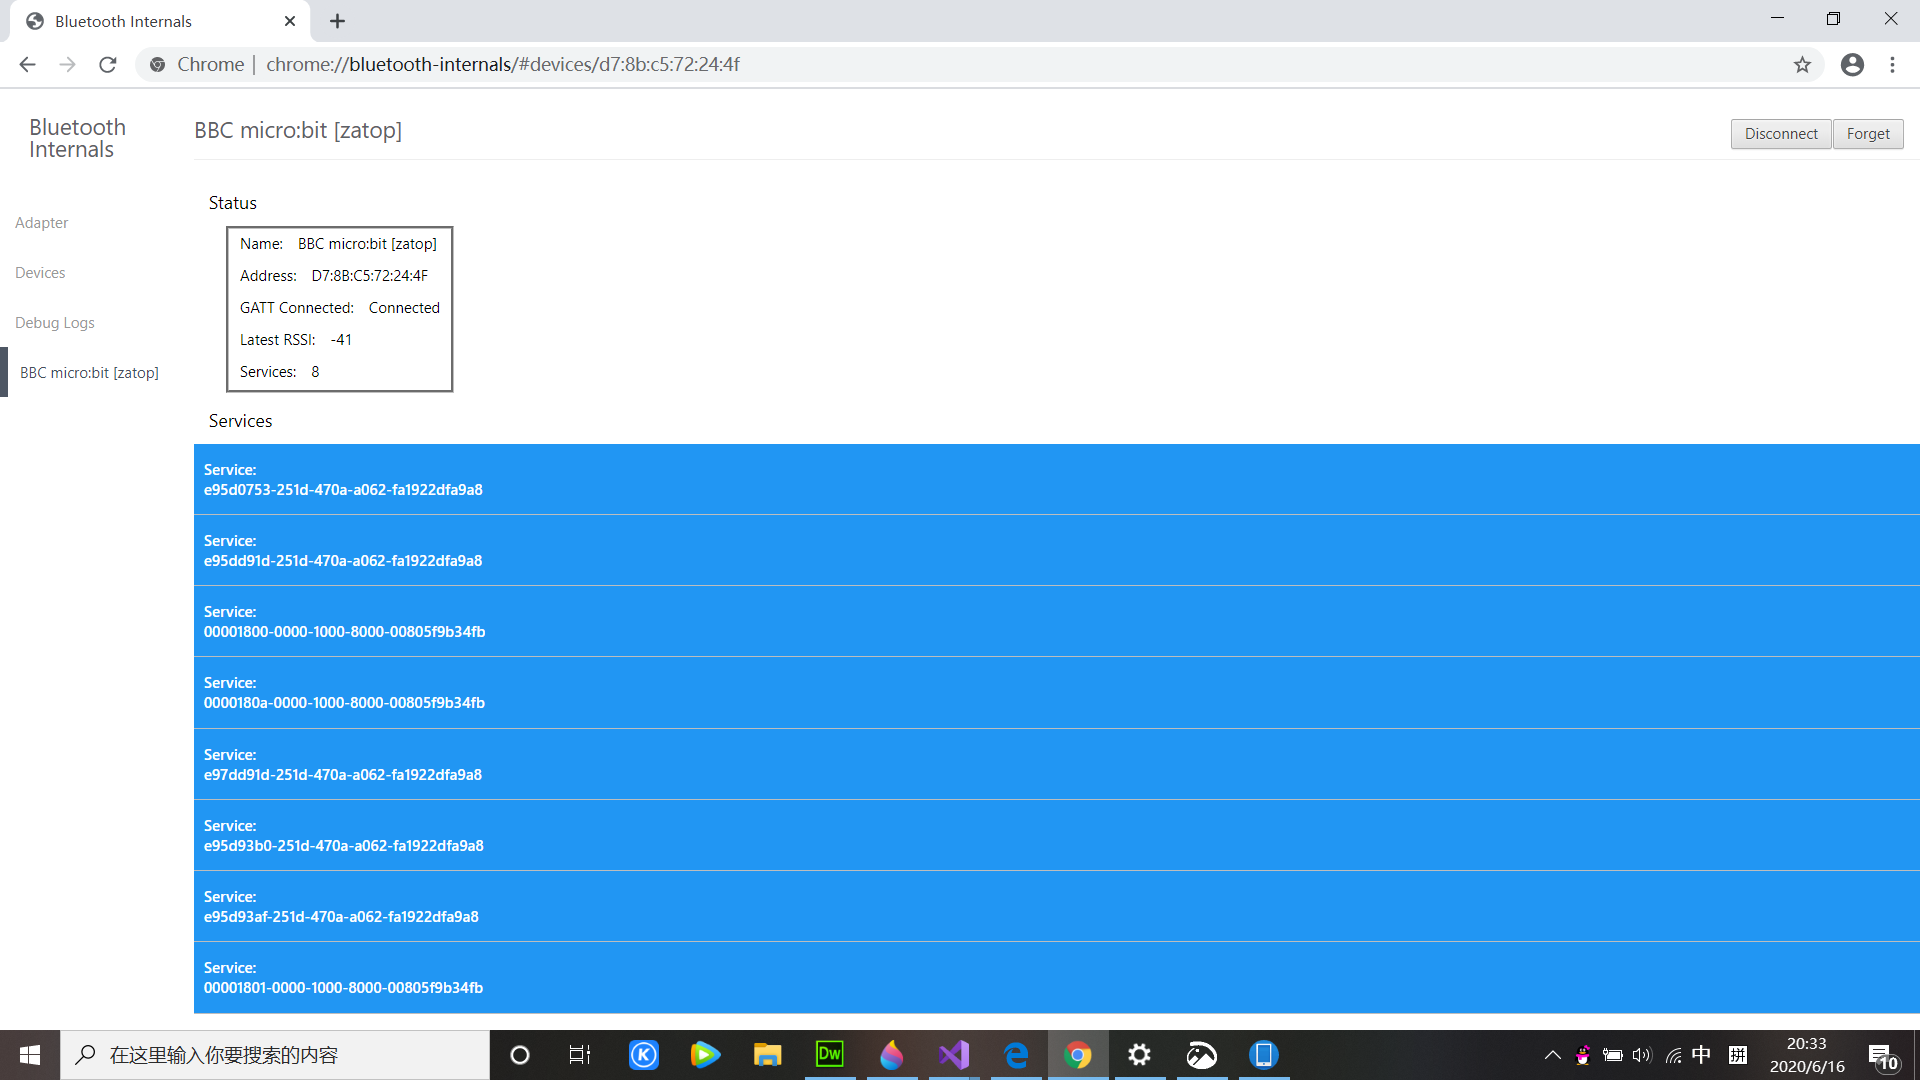 Bluetooth Internals
Chrome | chrome://bluetooth-internals/#devices/d7:8b:c5:72:24:4f
Bluetooth
Internals
Adapter
Devices
Debug Logs
BBC micro:bit [zatop]
BBC micro:bit [zatop]
Disconnect
Forget
Status
Name: BBC micro:bit [zatop]
Address: D7:8B:C5:72:24:4F
GATT Connected: Connected
Latest RSSI: -41
Services: 8
Services
Service:
e95d0753-251d-470a-a062-fa1922dfa9a8
Service:
e95dd91d-251d-470a-a062-fa1922dfa9a8
Service:
00001800-0000-1000-8000-00805f9b34fb
Service:
0000180a-0000-1000-8000-00805f9b34fb
Service:
e97dd91d-251d-470a-a062-fa1922dfa9a8
Service:
e95d93b0-251d-470a-a062-fa1922dfa9a8
Service:
e95d93af-251d-470a-a062-fa1922dfa9a8
Service:
00001801-0000-1000-8000-00805f9b34fb
在这里输入你要搜索的内容
K
Dw
中
拼
20:33
2020/6/16
10